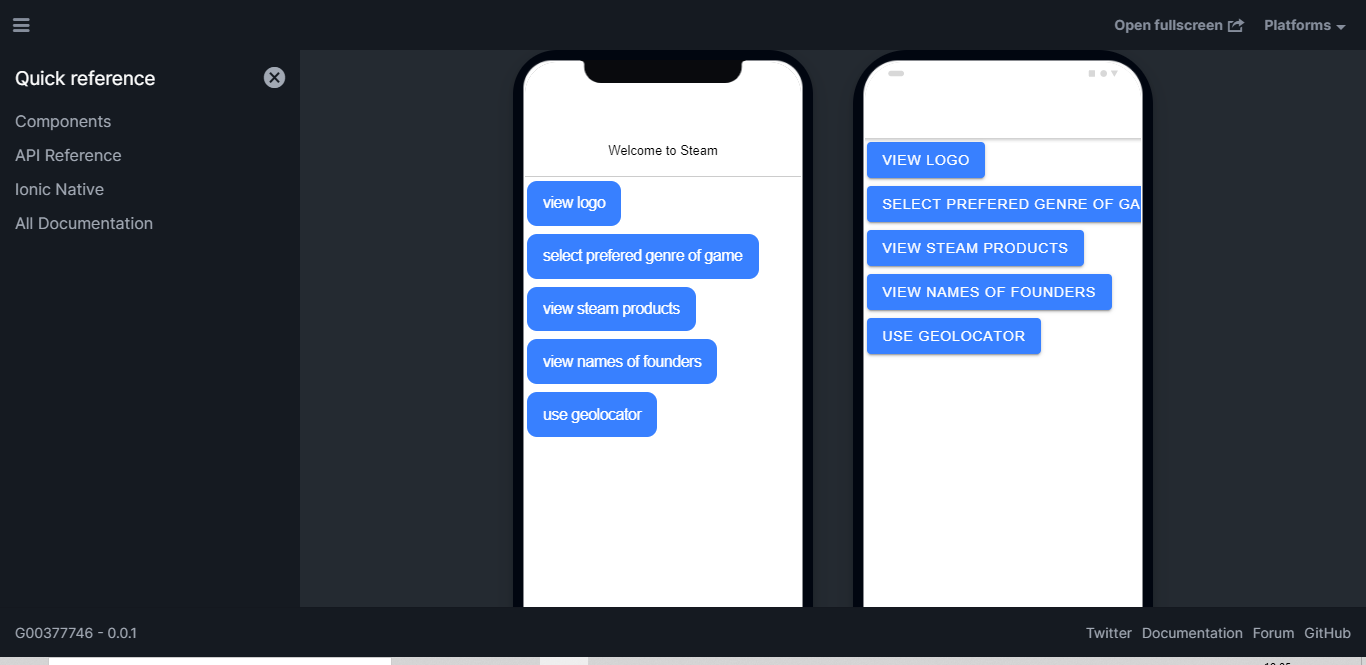 Open fullscreen
Platforms
Quick reference
Components
API Reference
Ionic Native
All Documentation
Welcome to Steam
view logo
select prefered genre of game
view steam products
view names of founders
use geolocator
VIEW LOGO
SELECT PREFERED GENRE OF GA
VIEW STEAM PRODUCTS
VIEW NAMES OF FOUNDERS
USE GEOLOCATOR
G00377746 - 0.0.1
Twitter Documentation Forum GitHub